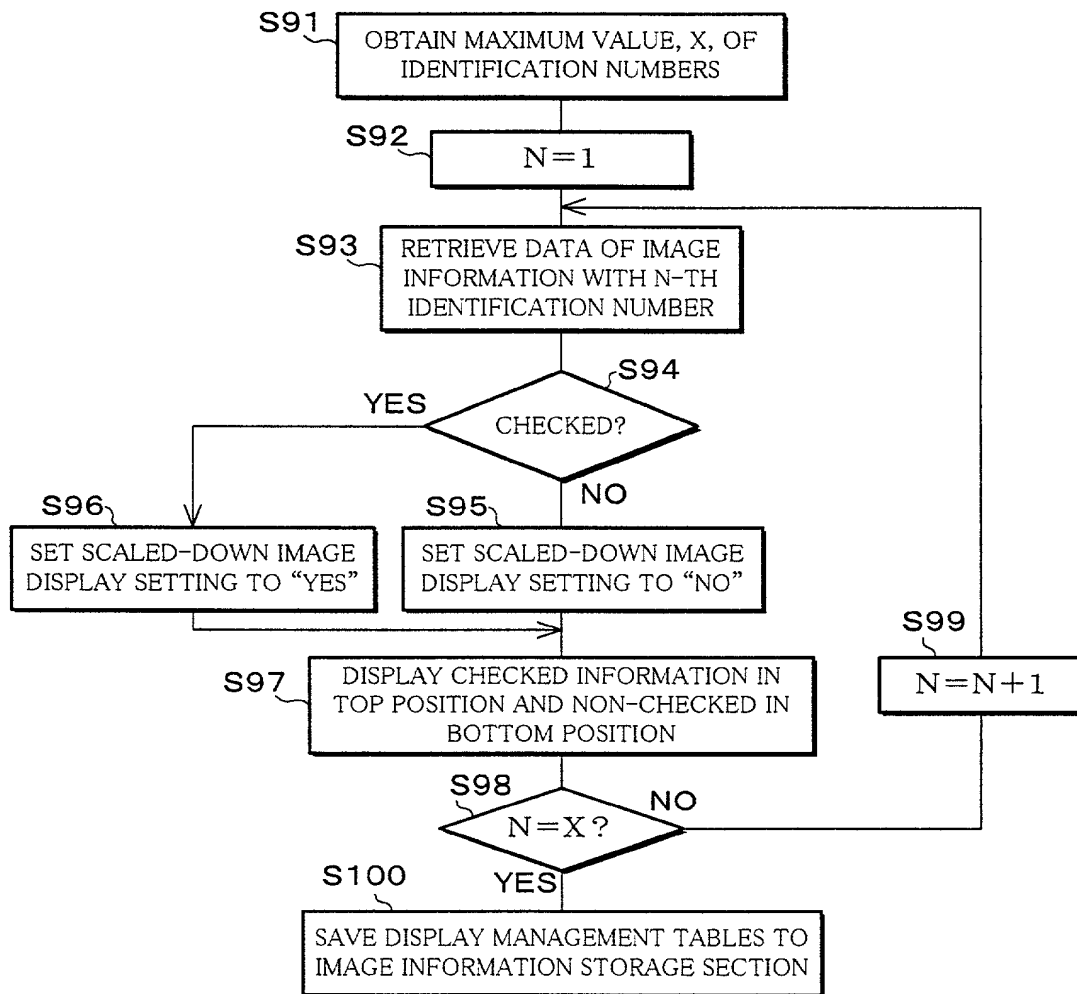 S91
OBTAIN MAXIMUM VALUE, X, OF
IDENTIFICATION NUMBERS
S92
N=1
S93
RETRIEVE DATA OF IMAGE
INFORMATION WITH N-TH
IDENTIFICATION NUMBER
S94
YES
CHECKED?
NO
S96
SET SCALED-DOWN IMAGE
DISPLAY SETTING TO “YES”
S95
SET SCALED-DOWN IMAGE
DISPLAY SETTING TO “NO”
S97
DISPLAY CHECKED INFORMATION IN
TOP POSITION AND NON-CHECKED IN
BOTTOM POSITION
S99
N=N+1
S98
N=X?
NO
YES
S100
SAVE DISPLAY MANAGEMENT TABLES TO
IMAGE INFORMATION STORAGE SECTION